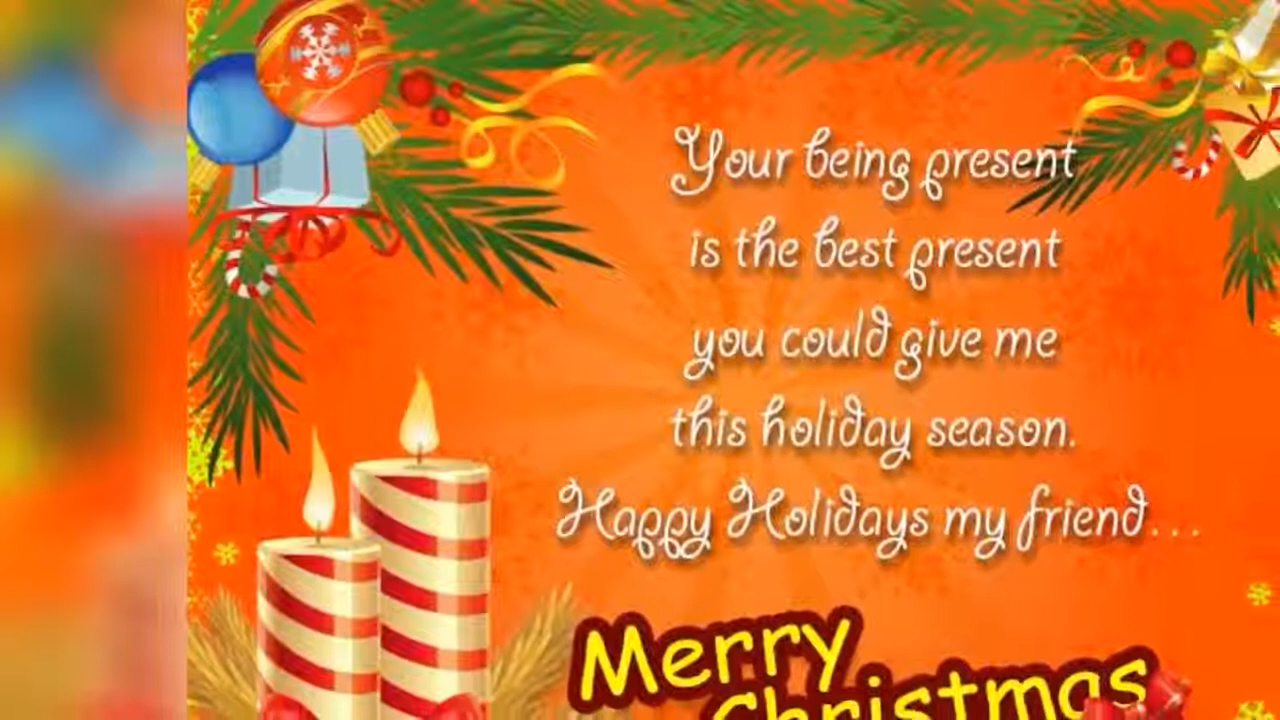 Your being present
is the best present
you could give me
this holiday season.
Happy Holidays my friend...
Merry
Christmas